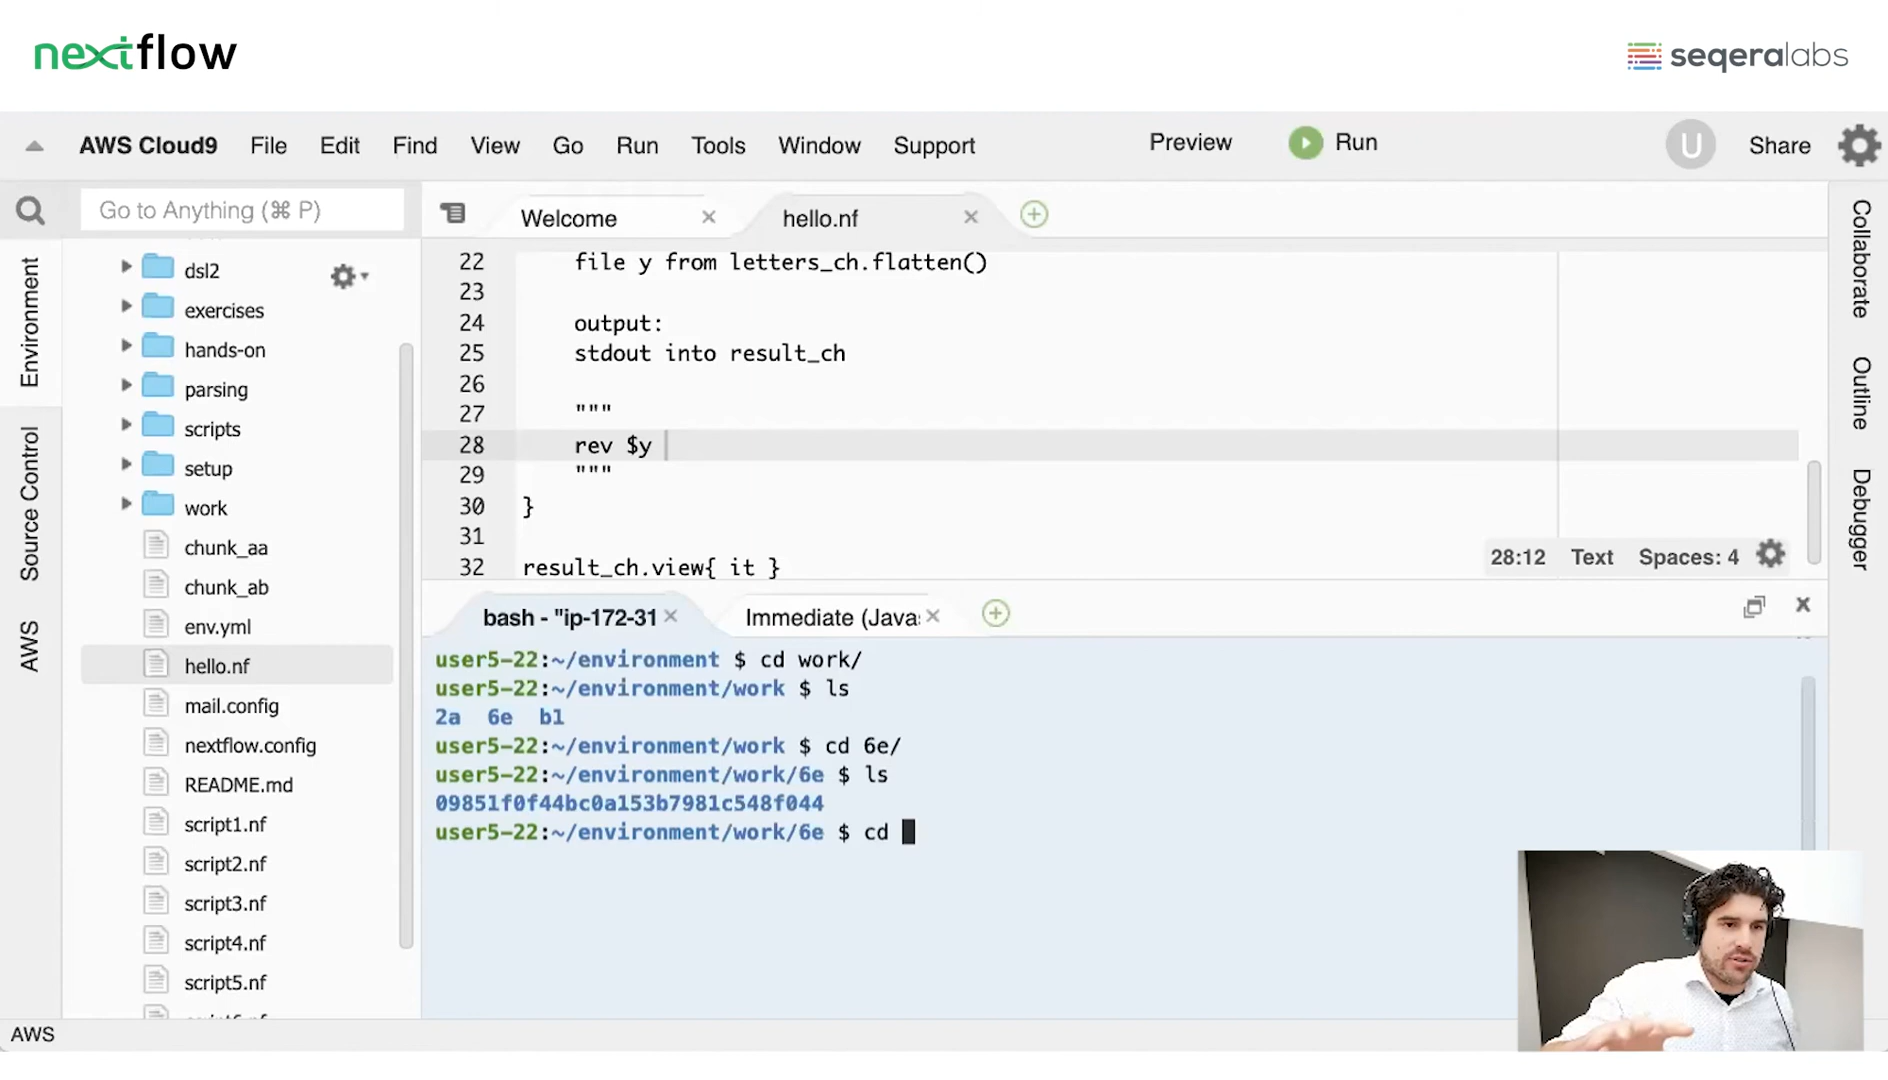 nextflow
seqeralabs
AWS Cloud9 File Edit Find View Go Run Tools Window Support Preview Run U Share
Go to Anything (⌘ P)
Welcome hello.nf
Environment
Source Control
AWS
dsl2
exercises
hands-on
parsing
scripts
setup
work
chunk_aa
chunk_ab
env.yml
hello.nf
mail.config
nextflow.config
README.md
script1.nf
script2.nf
script3.nf
script4.nf
script5.nf
22 file y from letters_ch.flatten()
23
24 output:
25 stdout into result_ch
26
27 """
28 rev $y
29 """
30 }
31
32 result_ch.view{ it }
28:12 Text Spaces: 4
Collaborate
Outline
Debugger
bash - "ip-172-31 Immediate (Javas
user5-22:~/environment $ cd work/
user5-22:~/environment/work $ ls
2a 6e b1
user5-22:~/environment/work $ cd 6e/
user5-22:~/environment/work/6e $ ls
09851f0f44bc0a153b7981c548f044
user5-22:~/environment/work/6e $ cd
AWS